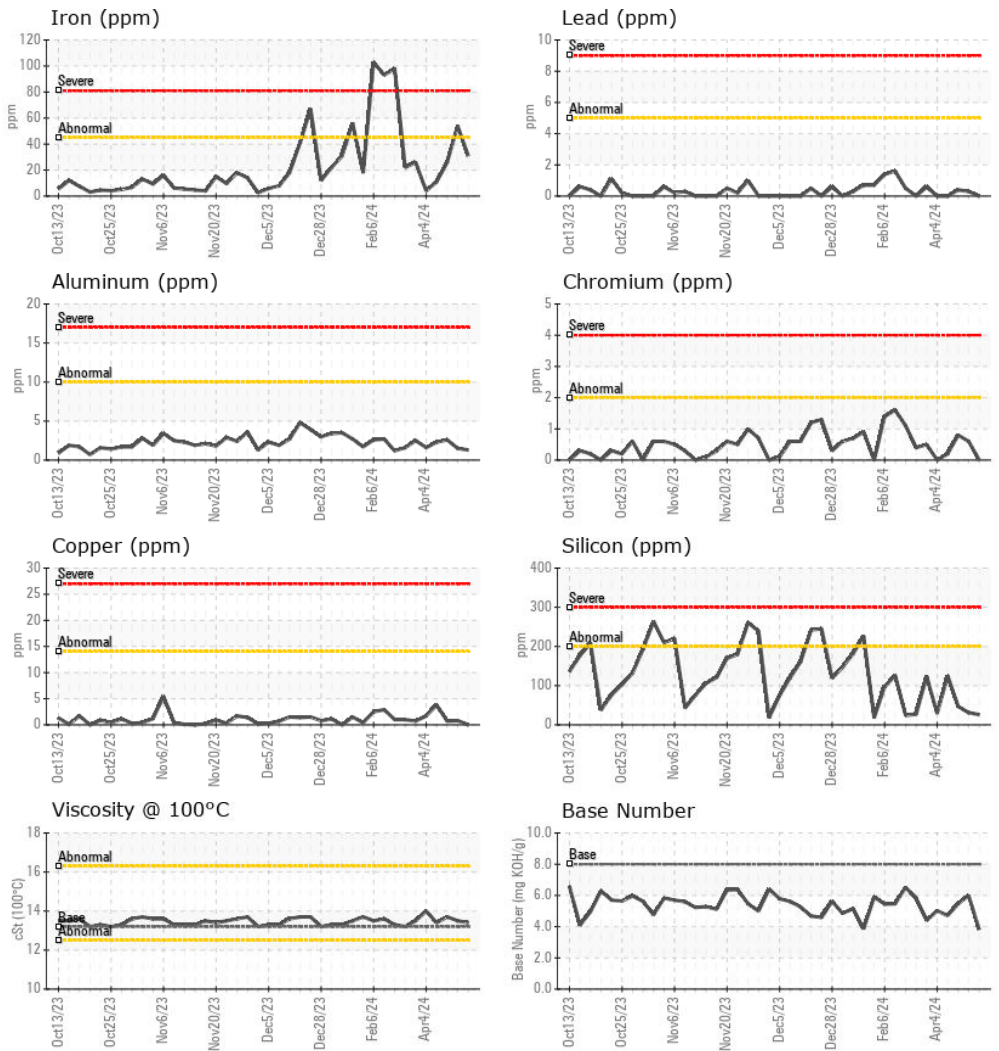 Iron (ppm)
120
100
80
60
40
20
0
ppm
Severe
Abnormal
Oct13/23
Oct25/23
Nov6/23
Nov20/23
Dec5/23
Dec28/23
Feb6/24
Apr4/24
Lead (ppm)
10
8
6
4
2
0
ppm
Severe
Abnormal
Oct13/23
Oct25/23
Nov6/23
Nov20/23
Dec5/23
Dec28/23
Feb6/24
Apr4/24
Aluminum (ppm)
20
15
10
5
0
ppm
Severe
Abnormal
Oct13/23
Oct25/23
Nov6/23
Nov20/23
Dec5/23
Dec28/23
Feb6/24
Apr4/24
Chromium (ppm)
5
4
3
2
1
0
ppm
Severe
Abnormal
Oct13/23
Oct25/23
Nov6/23
Nov20/23
Dec5/23
Dec28/23
Feb6/24
Apr4/24
Copper (ppm)
30
25
20
15
10
5
0
ppm
Severe
Abnormal
Oct13/23
Oct25/23
Nov6/23
Nov20/23
Dec5/23
Dec28/23
Feb6/24
Apr4/24
Silicon (ppm)
400
300
200
100
0
ppm
Severe
Abnormal
Oct13/23
Oct25/23
Nov6/23
Nov20/23
Dec5/23
Dec28/23
Feb6/24
Apr4/24
Viscosity @ 100°C
18
16
14
12
10
cSt (100°C)
Abnormal
Base
Abnormal
Oct13/23
Oct25/23
Nov6/23
Nov20/23
Dec5/23
Dec28/23
Feb6/24
Apr4/24
Base Number
10.0
8.0
6.0
4.0
2.0
0.0
Base Number (mg KOH/g)
Base
Oct13/23
Oct25/23
Nov6/23
Nov20/23
Dec5/23
Dec28/23
Feb6/24
Apr4/24